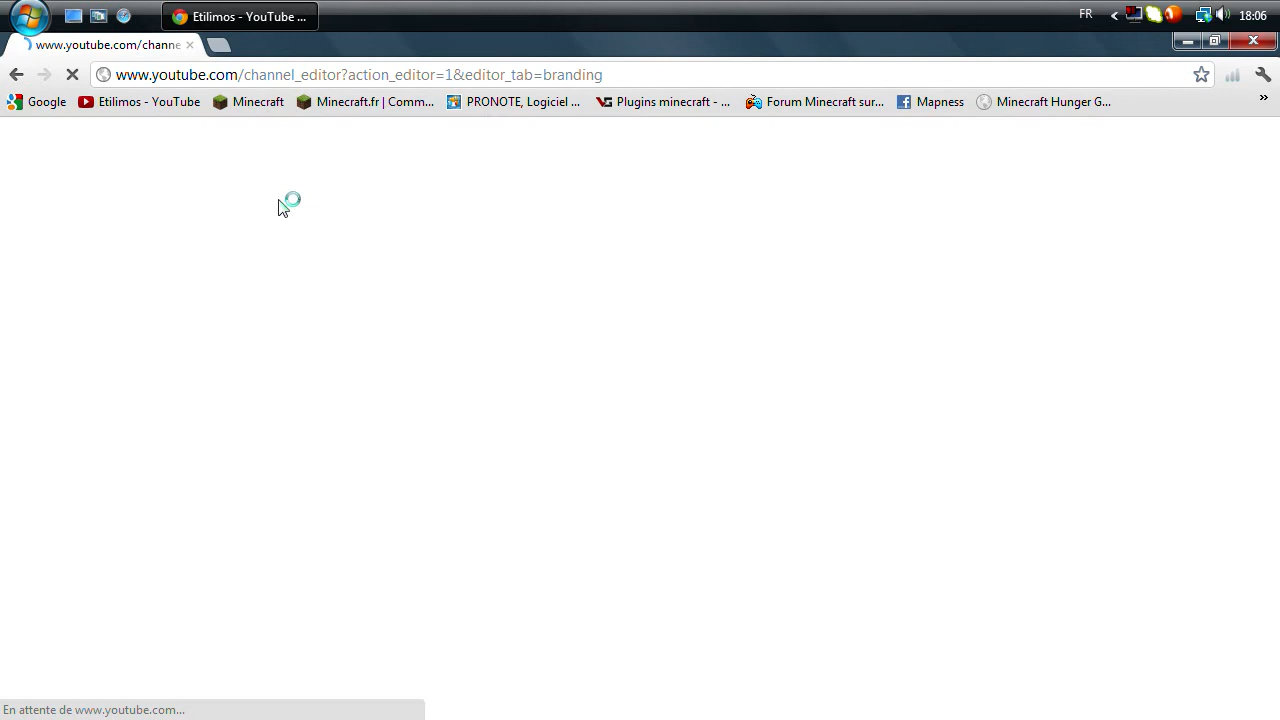 Etilimos - YouTube ...
FR
18:06
www.youtube.com/channe
www.youtube.com/channel_editor?action_editor=1&editor_tab=branding
Google
Etilimos - YouTube
Minecraft
Minecraft.fr | Comm...
PRONOTE, Logiciel ...
Plugins minecraft - ...
Forum Minecraft sur...
Mapness
Minecraft Hunger G...
En attente de www.youtube.com...